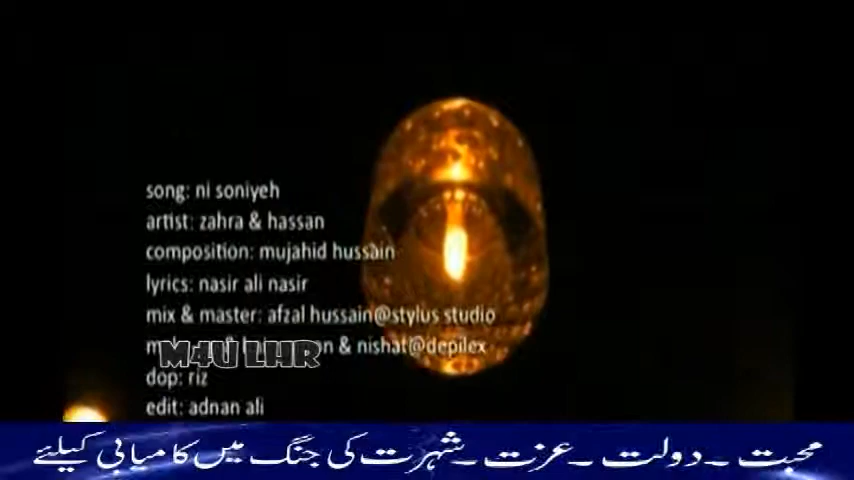 song: ni soniyeh
artist: zahra & hassan
composition: mujahid hussain
lyrics: nasir ali nasir
mix & master: afzal hussain@stylus studio
& nishat@depilex
M4U LHR
dop: riz
edit: adnan ali
محبت ۔دولت ۔عزت ۔شہرت کی جنگ میں کامیابی کیلئے